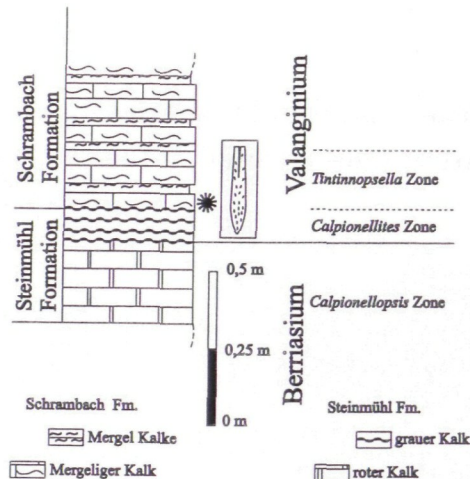 Schrambach
Formation
Steinmühl
Formation
Valanginium
Berriasium
Tintinnopsella Zone
Calpionellites Zone
Calpionellopsis Zone
0,5 m
0,25 m
0 m
Schrambach Fm.
Mergel Kalke
Mergeliger Kalk
Steinmühl Fm.
grauer Kalk
roter Kalk